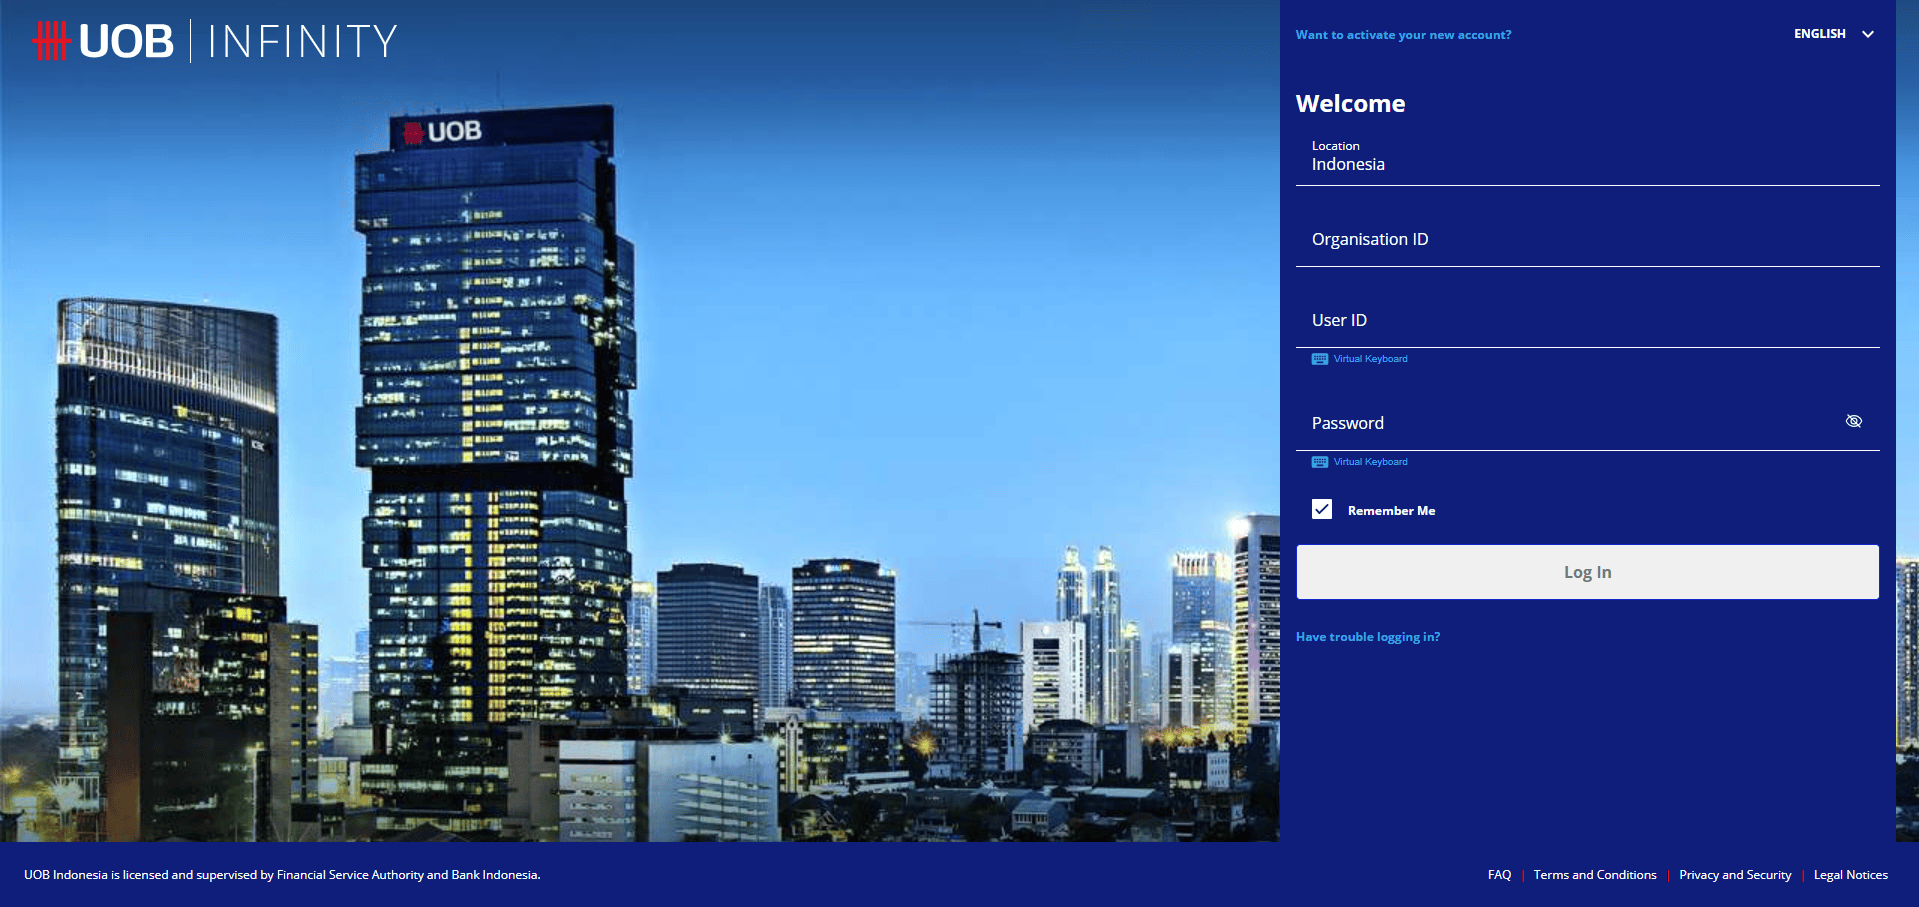 UOB | INFINITY
UOB
Want to activate your new account?
ENGLISH
Welcome
Location
Indonesia
Organisation ID
User ID
Virtual Keyboard
Password
Virtual Keyboard
Remember Me
Log In
Have trouble logging in?
UOB Indonesia is licensed and supervised by Financial Service Authority and Bank Indonesia.
FAQ | Terms and Conditions | Privacy and Security | Legal Notices